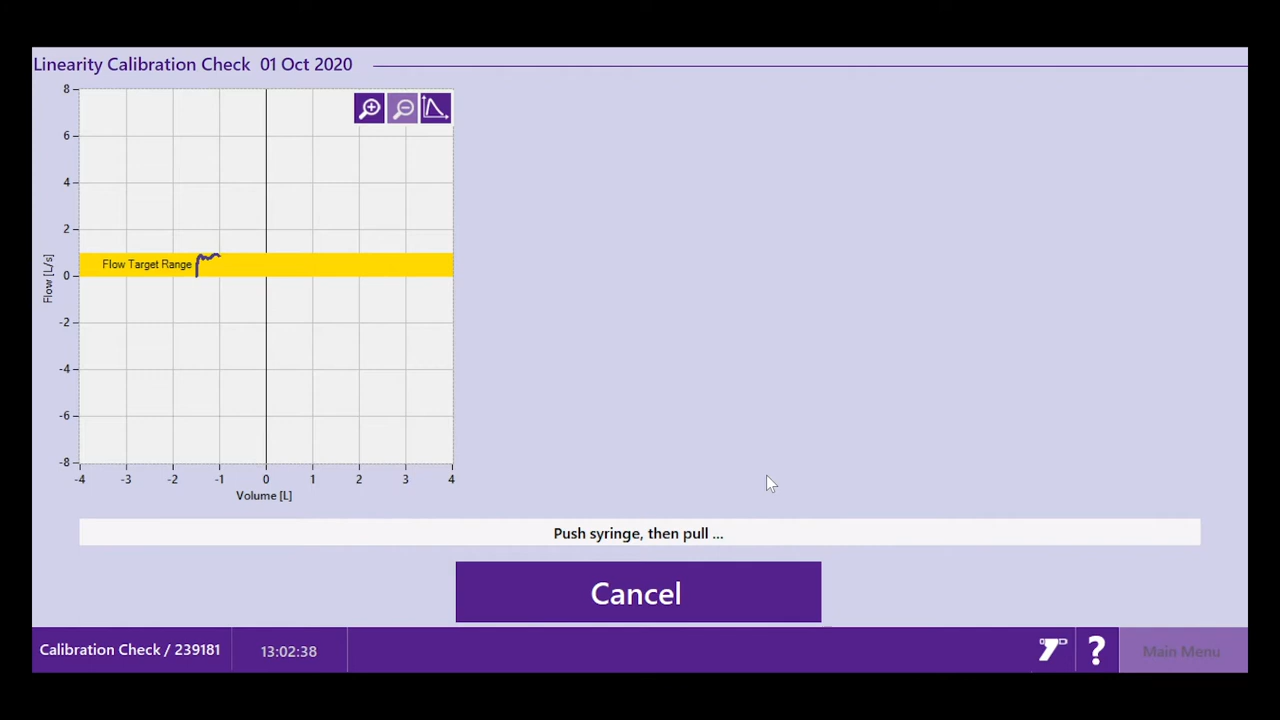 Linearity Calibration Check 01 Oct 2020
8
6
4
2
0
-2
-4
-6
-8
Flow [L/s]
Flow Target Range
-4 -3 -2 -1 0 1 2 3 4
Volume [L]
Push syringe, then pull ...
Cancel
Calibration Check / 239181 13:02:38 ? Main Menu